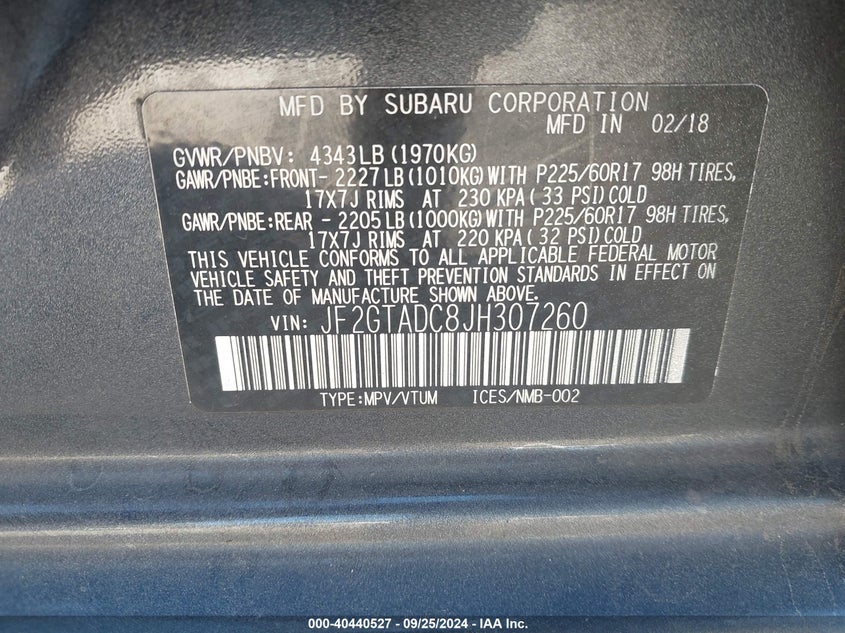 MFD BY SUBARU CORPORATION
MFD IN 02/18
GVWR/PNBV: 4343LB(1970KG)
GAWR/PNBE:FRONT-2227LB(1010KG)WITH P225/60R17 98H TIRES,
17X7J RIMS AT 230 KPA(33 PSI)COLD
GAWR/PNBE:REAR -2205LB(1000KG)WITH P225/60R17 98H TIRES,
17X7J RIMS AT 220 KPA(32 PSI)COLD
THIS VEHICLE CONFORMS TO ALL APPLICABLE FEDERAL MOTOR
VEHICLE SAFETY AND THEFT PREVENTION STANDARDS IN EFFECT ON
THE DATE OF MANUFACTURE SHOWN ABOVE.
VIN: JF2GTADC8JH307260
TYPE:MPV/VTUM ICES/NMB-002
000-40440527 - 09/25/2024 - IAA Inc.